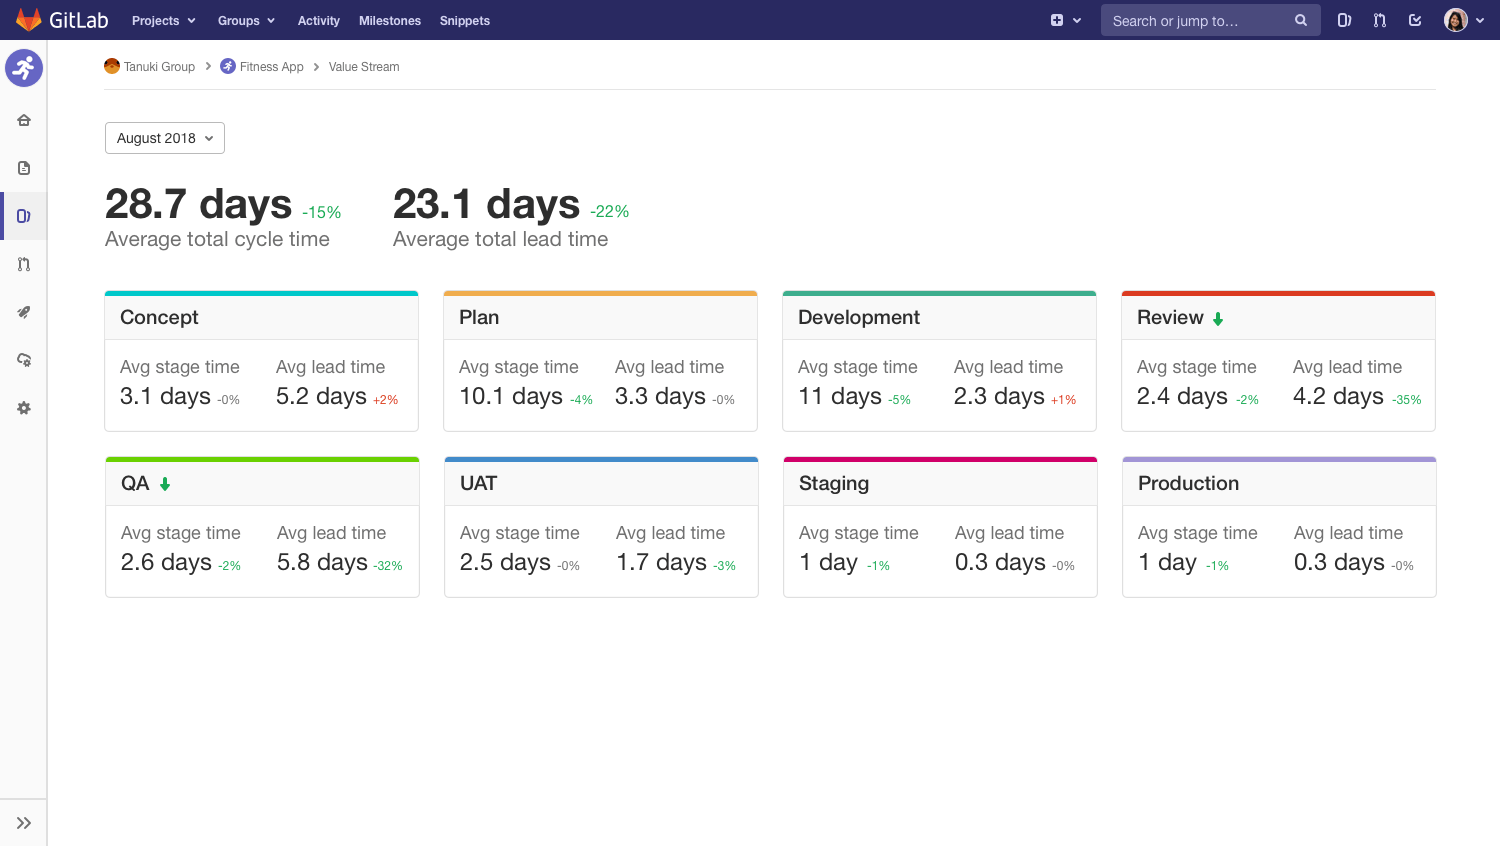 GitLab Projects Groups Activity Milestones Snippets Search or jump to...
Tanuki Group > Fitness App > Value Stream
August 2018
28.7 days -15% 23.1 days -22%
Average total cycle time Average total lead time
Concept Plan Development Review
Avg stage time Avg lead time Avg stage time Avg lead time Avg stage time Avg lead time Avg stage time Avg lead time
3.1 days -0% 5.2 days +2% 10.1 days -4% 3.3 days -0% 11 days -5% 2.3 days +1% 2.4 days -2% 4.2 days -35%
QA UAT Staging Production
Avg stage time Avg lead time Avg stage time Avg lead time Avg stage time Avg lead time Avg stage time Avg lead time
2.6 days -2% 5.8 days -32% 2.5 days -0% 1.7 days -3% 1 day -1% 0.3 days -0% 1 day -1% 0.3 days -0%